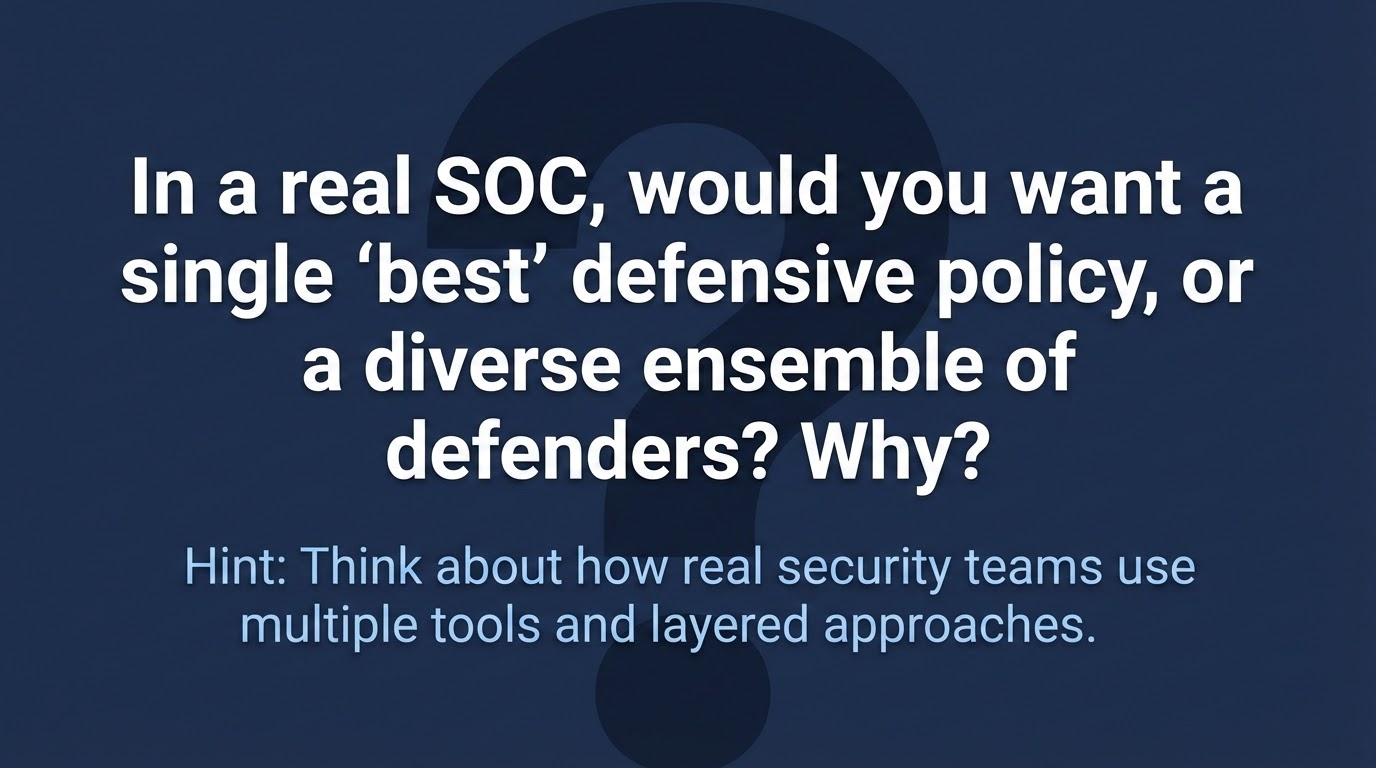 In a real SOC, would you want a
single ‘best’ defensive policy, or
a diverse ensemble of
defenders? Why?
Hint: Think about how real security teams use
multiple tools and layered approaches.